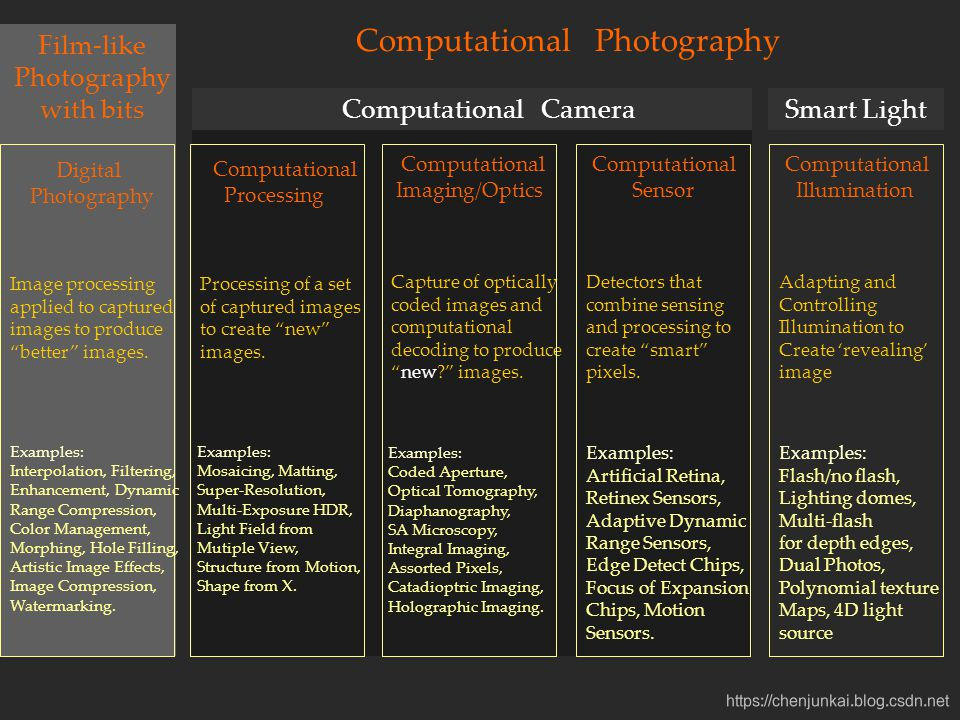 Film-like
Photography
with bits
Computational Photography
Computational Camera
Smart Light
Digital
Photography
Image processing
applied to captured
images to produce
“better” images.
Examples:
Interpolation, Filtering,
Enhancement, Dynamic
Range Compression,
Color Management,
Morphing, Hole Filling,
Artistic Image Effects,
Image Compression,
Watermarking.
Computational
Processing
Processing of a set
of captured images
to create “new”
images.
Examples:
Mosaicing, Matting,
Super-Resolution,
Multi-Exposure HDR,
Light Field from
Mutiple View,
Structure from Motion,
Shape from X.
Computational
Imaging/Optics
Capture of optically
coded images and
computational
decoding to produce
“new?” images.
Examples:
Coded Aperture,
Optical Tomography,
Diaphanography,
SA Microscopy,
Integral Imaging,
Assorted Pixels,
Catadioptric Imaging,
Holographic Imaging.
Computational
Sensor
Detectors that
combine sensing
and processing to
create “smart”
pixels.
Examples:
Artificial Retina,
Retinex Sensors,
Adaptive Dynamic
Range Sensors,
Edge Detect Chips,
Focus of Expansion
Chips, Motion
Sensors.
Computational
Illumination
Adapting and
Controlling
Illumination to
Create ‘revealing’
image
Examples:
Flash/no flash,
Lighting domes,
Multi-flash
for depth edges,
Dual Photos,
Polynomial texture
Maps, 4D light
source
https://chenjunkai.blog.csdn.net